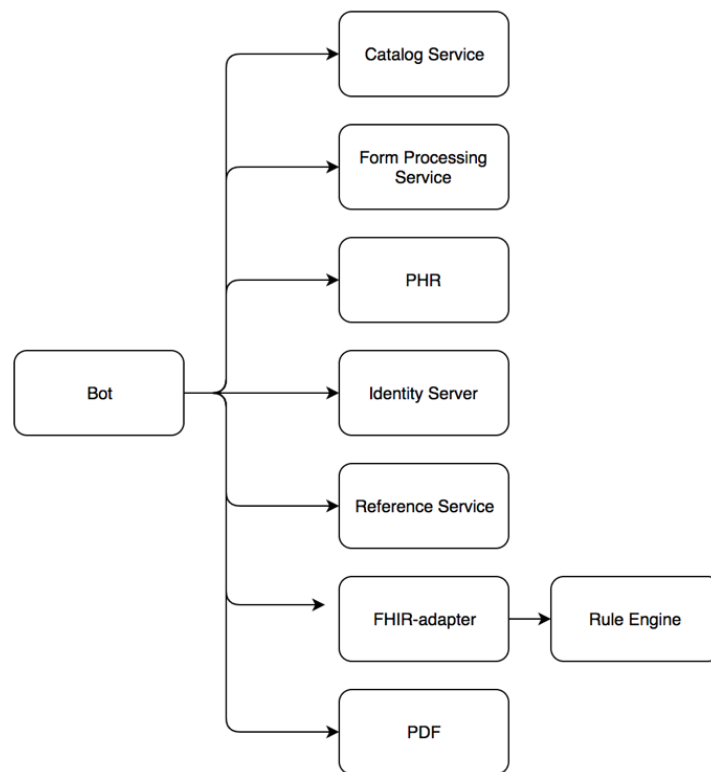 Catalog Service
Form Processing
Service
PHR
Bot
Identity Server
Reference Service
FHIR-adapter
Rule Engine
PDF